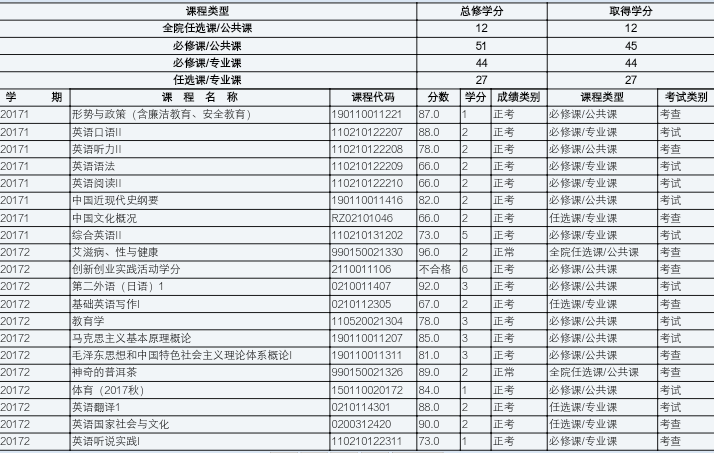 课程类型 总修学分 取得学分
全院任选课/公共课 12 12
必修课/公共课 51 45
必修课/专业课 44 44
任选课/专业课 27 27
学 期 课 程 名 称 课程代码 分数 学分 成绩类别 课程类型 考试类别
20171 形势与政策（含廉洁教育、安全教育） 190110011221 87.0 1 正考 必修课/公共课 考查
20171 英语口语II 110210122207 88.0 2 正考 必修课/专业课 考试
20171 英语听力II 110210122208 78.0 2 正考 必修课/公共课 考查
20171 英语语法 110210122209 66.0 2 正考 必修课/专业课 考试
20171 英语阅读II 110210122210 66.0 2 正考 必修课/专业课 考试
20171 中国近现代史纲要 190110011416 82.0 2 正考 必修课/公共课 考试
20171 中国文化概况 RZ02101046 66.0 2 正考 任选课/专业课 考查
20171 综合英语II 110210131202 73.0 5 正考 必修课/专业课 考试
20172 艾滋病、性与健康 990150021330 96.0 2 正常 全院任选课/公共课 考查
20172 创新创业实践活动学分 2110011106 不合格 6 正考 必修课/公共课 考查
20172 第二外语（日语）1 0210011407 92.0 3 正考 必修课/公共课 考试
20172 基础英语写作I 0210112305 67.0 2 正考 任选课/专业课 考查
20172 教育学 110520021304 78.0 3 正考 必修课/公共课 考试
20172 马克思主义基本原理概论 190110011207 85.0 3 正考 必修课/公共课 考试
20172 毛泽东思想和中国特色社会主义理论体系概论I 190110011311 81.0 3 正考 必修课/公共课 考查
20172 神奇的普洱茶 990150021326 89.0 2 正常 全院任选课/公共课 考查
20172 体育（2017秋） 150110020172 84.0 1 正考 必修课/公共课 考试
20172 英语翻译1 0210114301 88.0 2 正考 任选课/专业课 考试
20172 英语国家社会与文化 0200312420 90.0 2 正考 任选课/专业课 考查
20172 英语听说实践I 110210122311 73.0 1 正考 必修课/专业课 考查